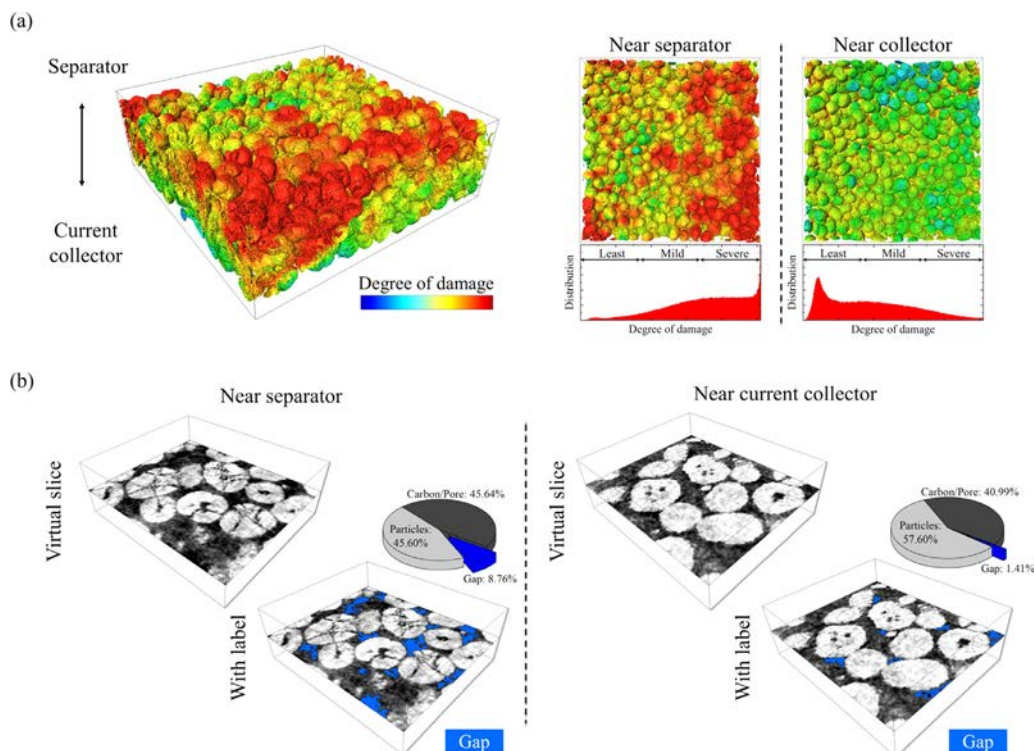 (a)
Separator
Current
collector
Degree of damage
Near separator
Near collector
Distribution
Least
Mild
Severe
Degree of damage
Distribution
Least
Mild
Severe
Degree of damage
(b)
Near separator
Near current collector
Virtual slice
Carbon/Pore: 45.64%
Particles:
45.60%
Gap: 8.76%
With label
Gap
Virtual slice
Carbon/Pore: 40.99%
Particles:
57.60%
Gap: 1.41%
With label
Gap